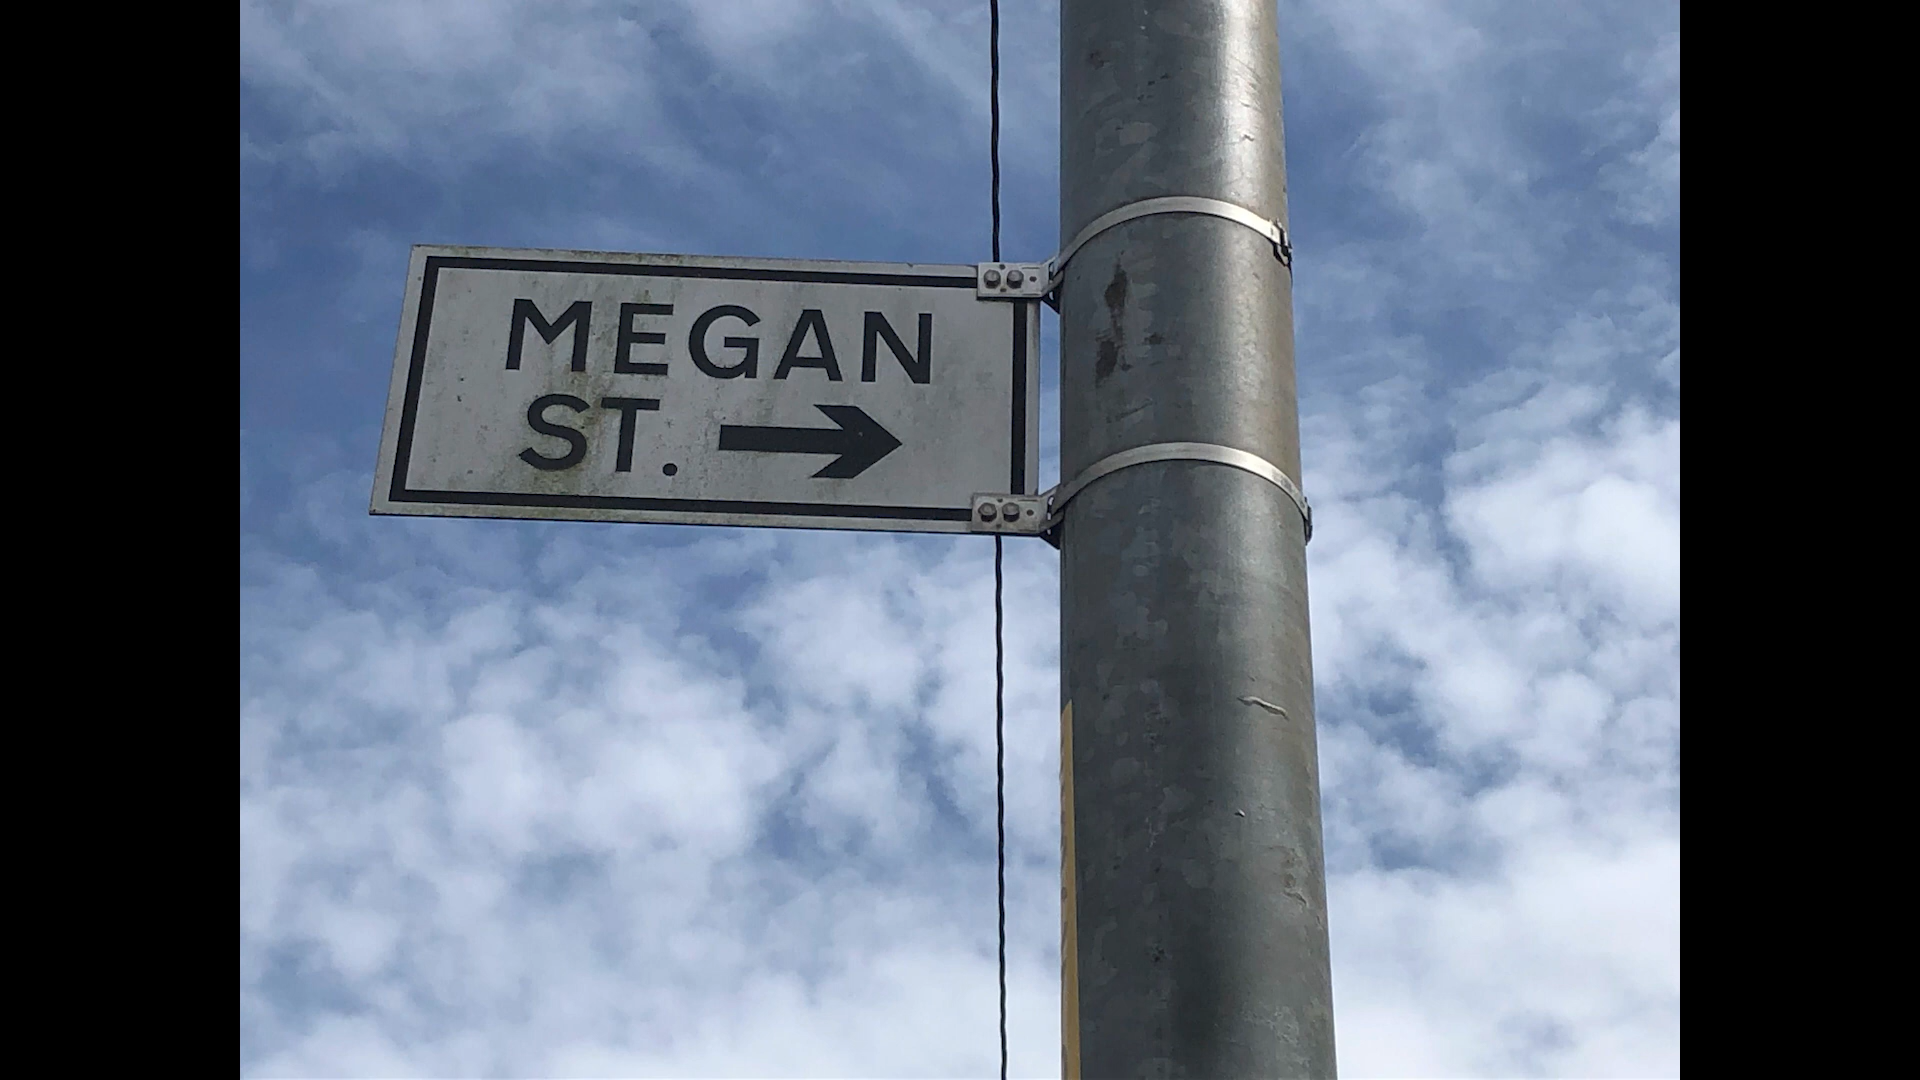 MEGAN
ST. →